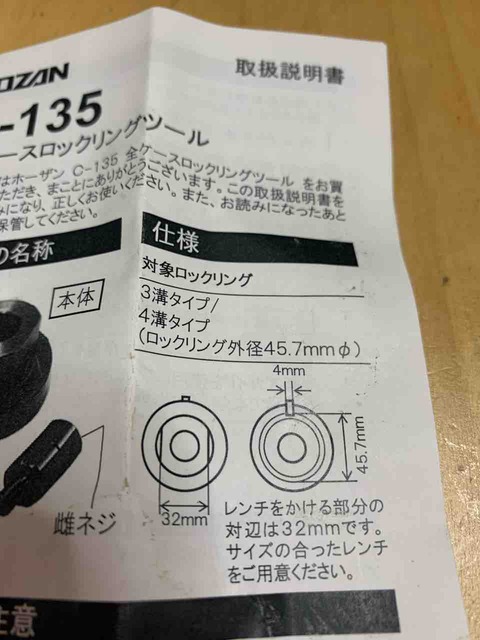 OZAN
取扱説明書
-135
ースロックリングツール
はホーザン C-135 全ケースロックリングツール をお買
ただき、まことにありがとうございます。この取扱説明書を
みになり、正しくお使いください。また、お読みになったあと
保管してください。
の名称
仕様
本体
対象ロックリング
3溝タイプ/
4溝タイプ
(ロックリング外径45.7mmφ)
4mm
45.7mm
32mm
雌ネジ
レンチをかける部分の
対辺は32mmです。
サイズの合ったレンチ
をご用意ください。
注意